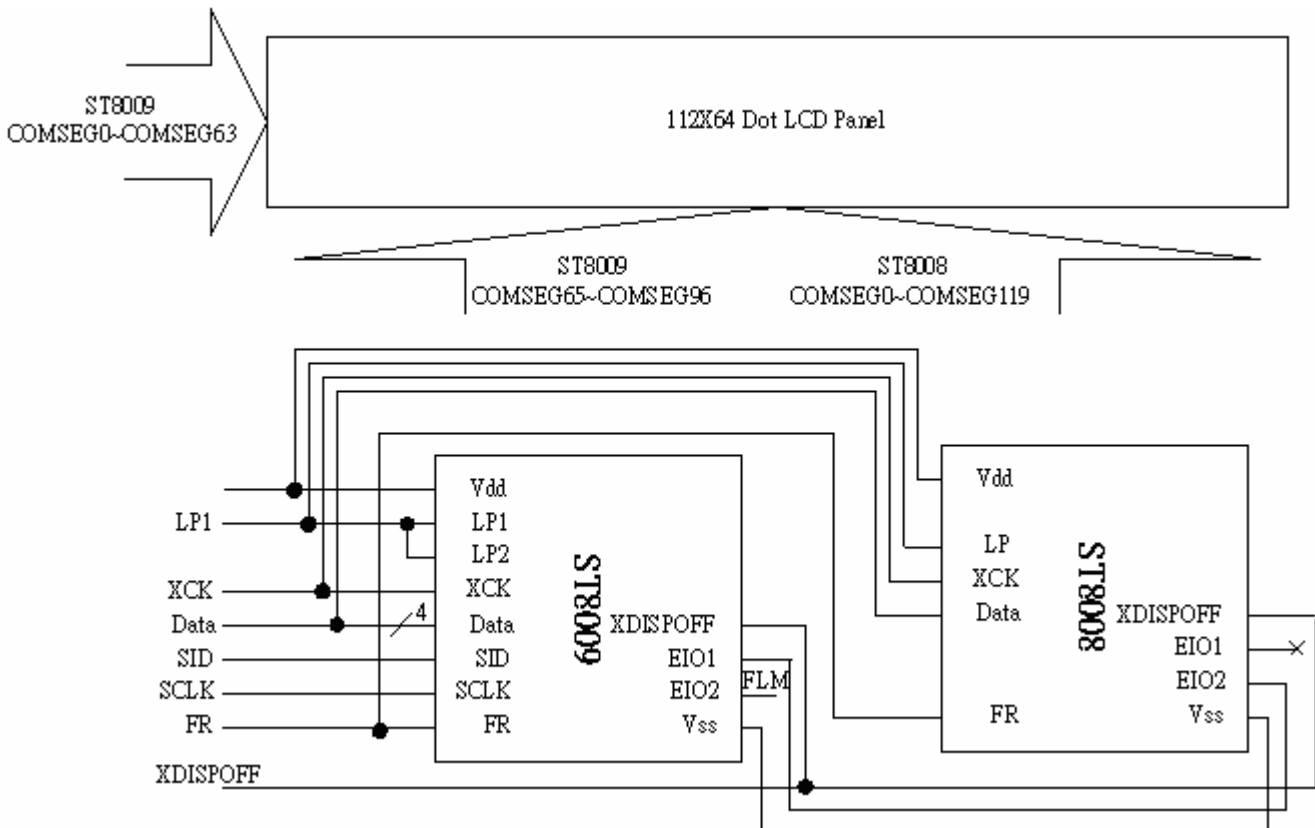 ST8009
COMSEG0~COMSEG63
112X64 Dot LCD Panel
ST8009
COMSEG65~COMSEG96
ST8008
COMSEG0~COMSEG119
LP1
XCK
Data
SID
SCLK
FR
XDISPOFF
4
Vdd
LP1
LP2
XCK
Data
SID
SCLK
FR
ST8009
XDISPOFF
EIO1
EIO2
Vss
FLM
Vdd
LP
XCK
Data
FR
ST8008
XDISPOFF
EIO1
EIO2
Vss